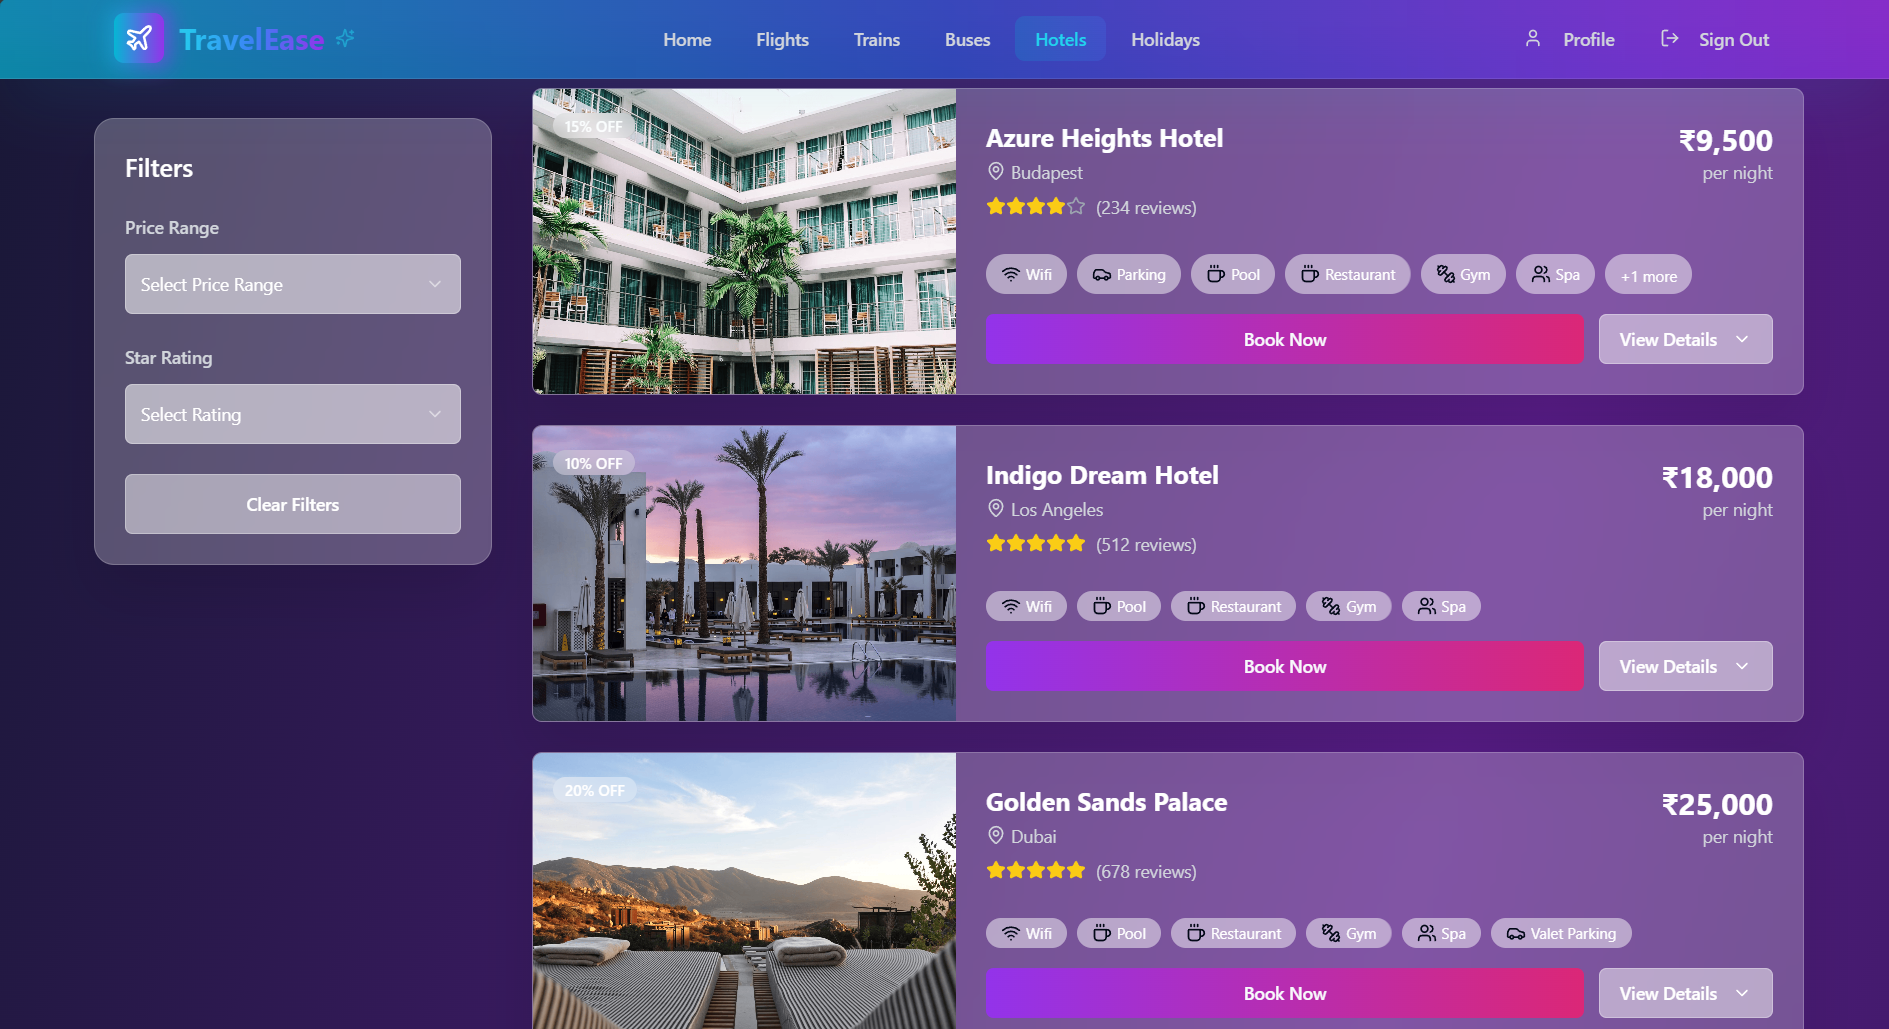 TravelEase
Home
Flights
Trains
Buses
Hotels
Holidays
Profile
Sign Out
Filters
Price Range
Select Price Range
Star Rating
Select Rating
Clear Filters
15% OFF
Azure Heights Hotel
₹9,500
Budapest
per night
(234 reviews)
Wifi
Parking
Pool
Restaurant
Gym
Spa
+1 more
Book Now
View Details
10% OFF
Indigo Dream Hotel
₹18,000
Los Angeles
per night
(512 reviews)
Wifi
Pool
Restaurant
Gym
Spa
Book Now
View Details
20% OFF
Golden Sands Palace
₹25,000
Dubai
per night
(678 reviews)
Wifi
Pool
Restaurant
Gym
Spa
Valet Parking
Book Now
View Details